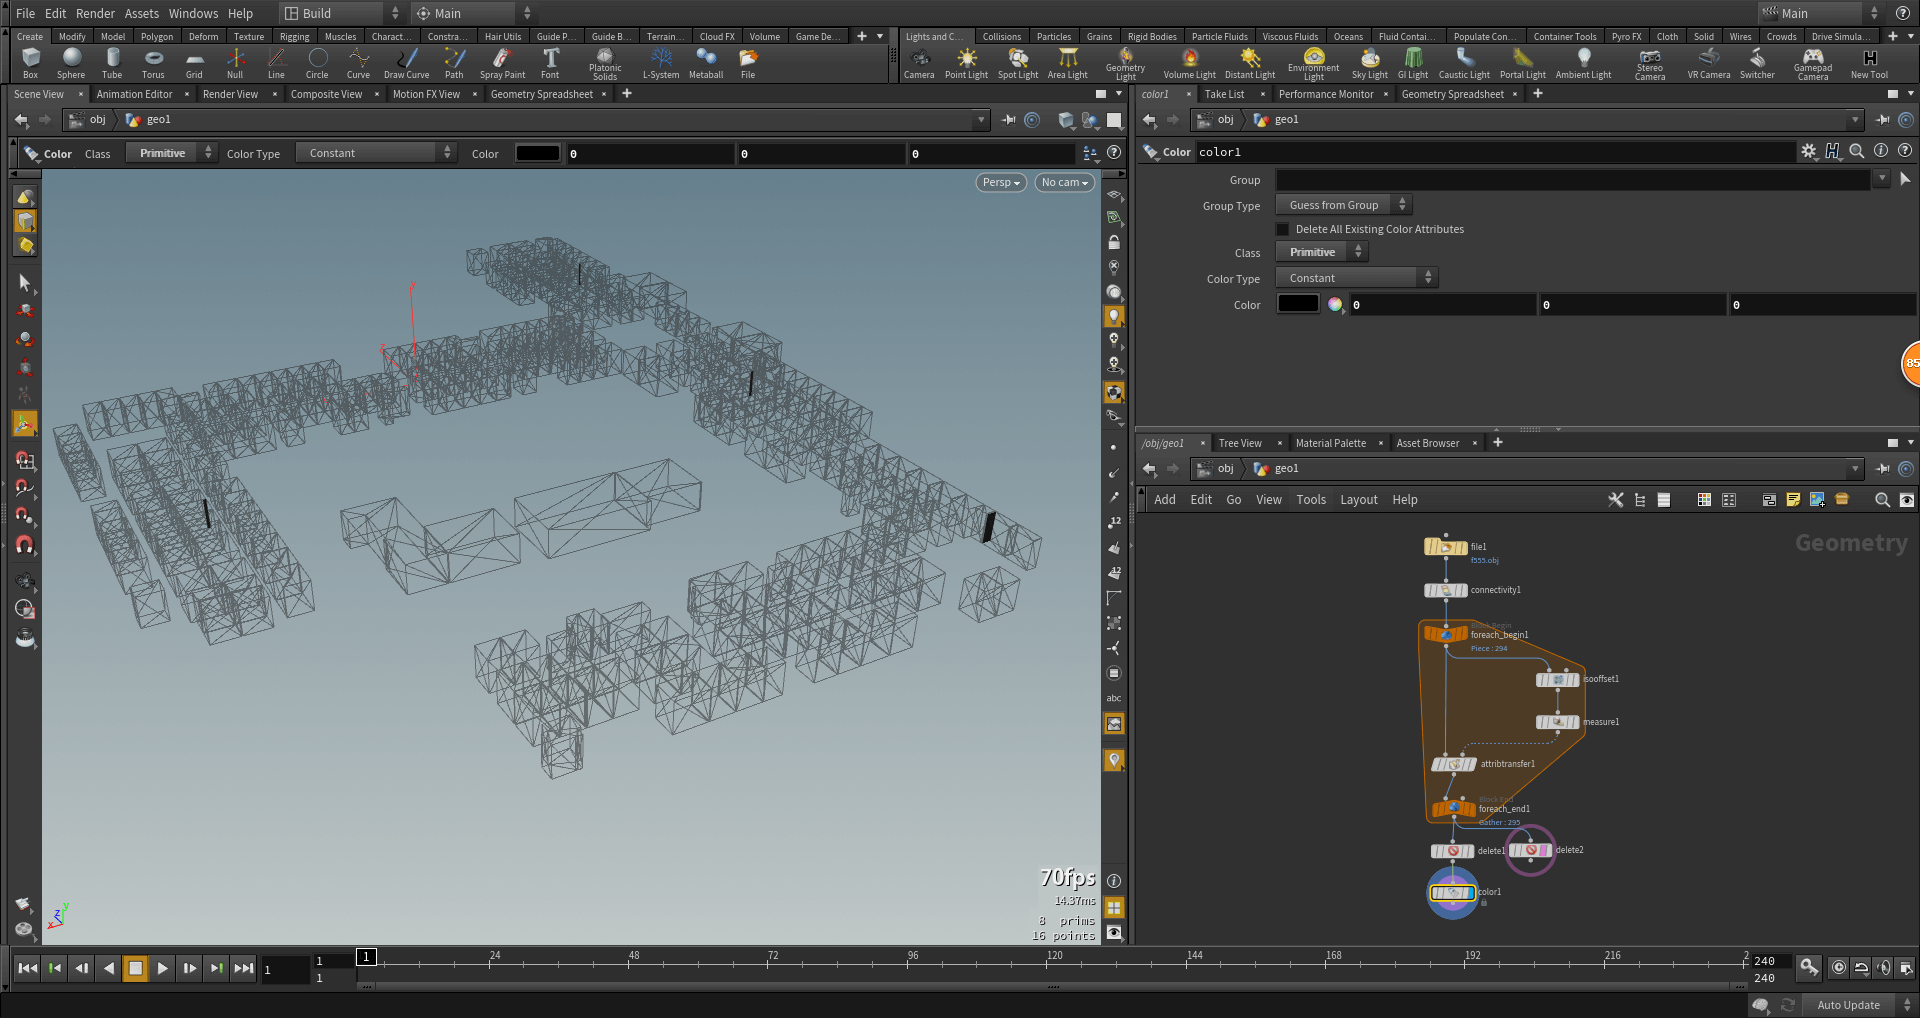 File Edit Render Assets Windows Help Build Main Main
Create Modify Model Polygon Deform Texture Rigging Muscles Charact... Constra... Hair Utils Guide P... Guide B... Terrain... Cloud FX Volume Game De... Lights and C... Collisions Particles Grains Rigid Bodies Particle Fluids Viscous Fluids Oceans Fluid Contai... Populate Con... Container Tools Pyro FX Cloth Solid Wires Crowds Drive Simula...
Box Sphere Tube Torus Grid Null Line Circle Curve Draw Curve Path Spray Paint Font Platonic Solids L-System Metaball File Camera Point Light Spot Light Area Light Geometry Light Volume Light Distant Light Environment Light Sky Light GI Light Caustic Light Portal Light Ambient Light Stereo Camera VR Camera Switcher Gamepad Camera New Tool
Scene View Animation Editor Render View Composite View Motion FX View Geometry Spreadsheet
obj geo1
Color Class Primitive Color Type Constant Color 0 0 0
Persp No cam
y
z
70fps
14.37ms
8 prims
16 points
z y x
12
12
abc
color1 Take List Performance Monitor Geometry Spreadsheet
obj geo1
Color color1
Group
Group Type Guess from Group
Delete All Existing Color Attributes
Class Primitive
Color Type Constant
Color 0 0 0
85
/obj/geo1 Tree View Material Palette Asset Browser
obj geo1
Add Edit Go View Tools Layout Help
Geometry
file1
f555.obj
connectivity1
Block Begin
foreach_begin1
Piece : 294
isooffset1
measure1
attribtransfer1
Block End
foreach_end1
Gather : 295
delete1 delete2
color1
1 1 1 1 24 48 72 96 120 144 168 192 216 2 240
240
Auto Update